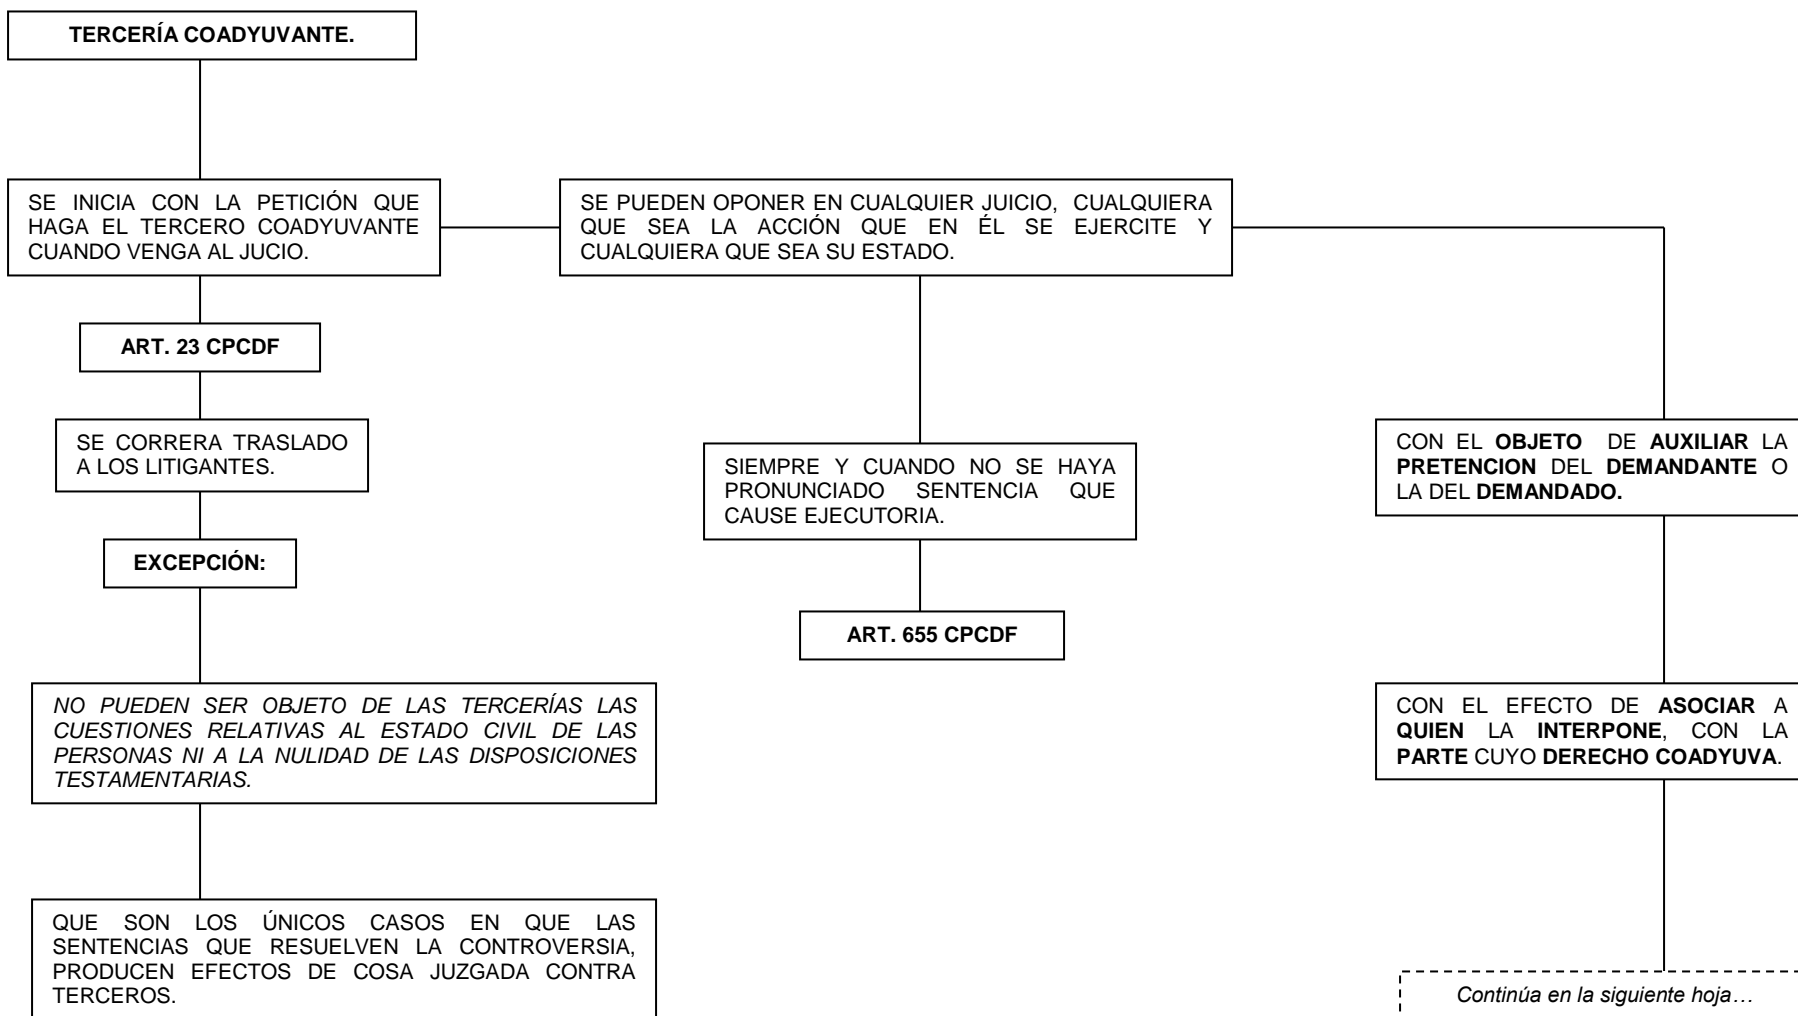 TERCERÍA COADYUVANTE.
SE INICIA CON LA PETICIÓN QUE
HAGA EL TERCERO COADYUVANTE
CUANDO VENGA AL JUCIO.
SE PUEDEN OPONER EN CUALQUIER JUICIO, CUALQUIERA
QUE SEA LA ACCIÓN QUE EN ÉL SE EJERCITE Y
CUALQUIERA QUE SEA SU ESTADO.
ART. 23 CPCDF
SE CORRERA TRASLADO
A LOS LITIGANTES.
EXCEPCIÓN:
NO PUEDEN SER OBJETO DE LAS TERCERÍAS LAS
CUESTIONES RELATIVAS AL ESTADO CIVIL DE LAS
PERSONAS NI A LA NULIDAD DE LAS DISPOSICIONES
TESTAMENTARIAS.
QUE SON LOS ÚNICOS CASOS EN QUE LAS
SENTENCIAS QUE RESUELVEN LA CONTROVERSIA,
PRODUCEN EFECTOS DE COSA JUZGADA CONTRA
TERCEROS.
SIEMPRE Y CUANDO NO SE HAYA
PRONUNCIADO SENTENCIA QUE
CAUSE EJECUTORIA.
ART. 655 CPCDF
CON EL OBJETO DE AUXILIAR LA
PRETENCION DEL DEMANDANTE O
LA DEL DEMANDADO.
CON EL EFECTO DE ASOCIAR A
QUIEN LA INTERPONE, CON LA
PARTE CUYO DERECHO COADYUVA.
Continúa en la siguiente hoja…